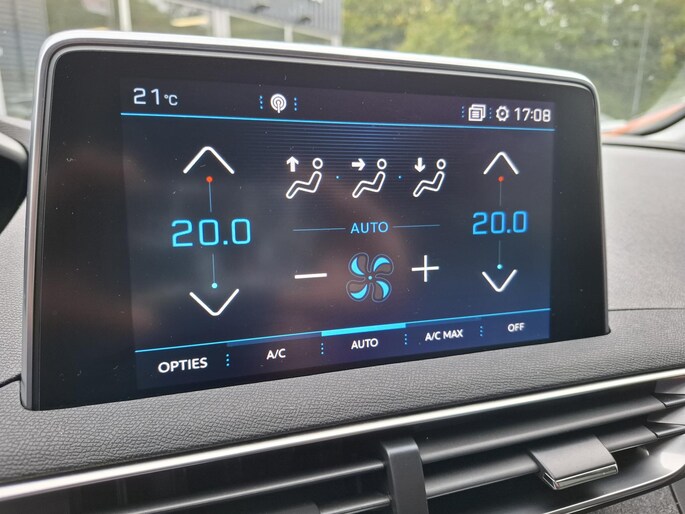 21°C
17:08
20.0
20.0
AUTO
OPTIES
A/C
AUTO
A/C MAX
OFF